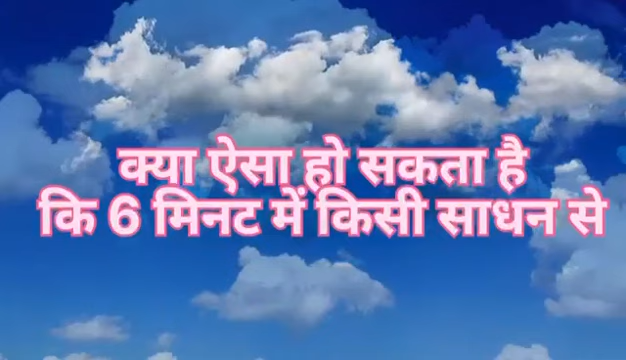 क्या ऐसा हो सकता है
कि 6 मिनट में किसी साधन से